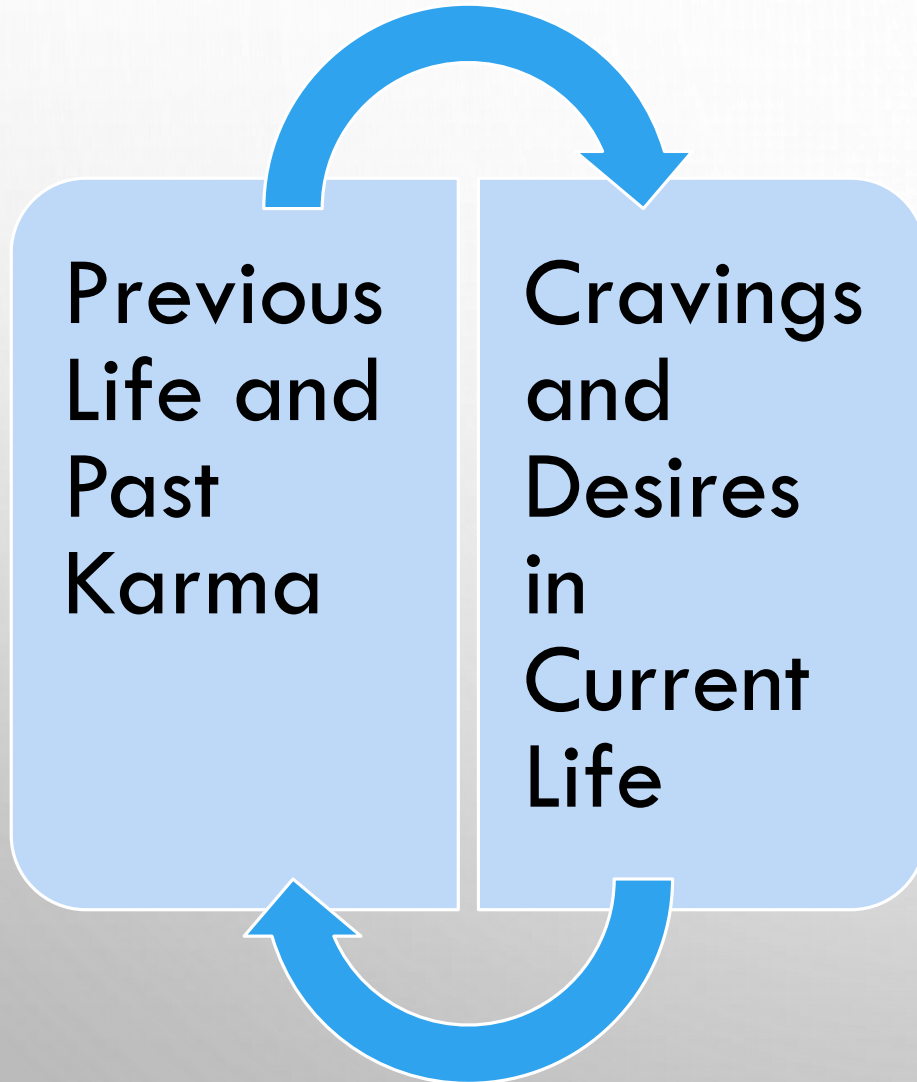 Previous
Life and
Past
Karma
Cravings
and
Desires
in
Current
Life